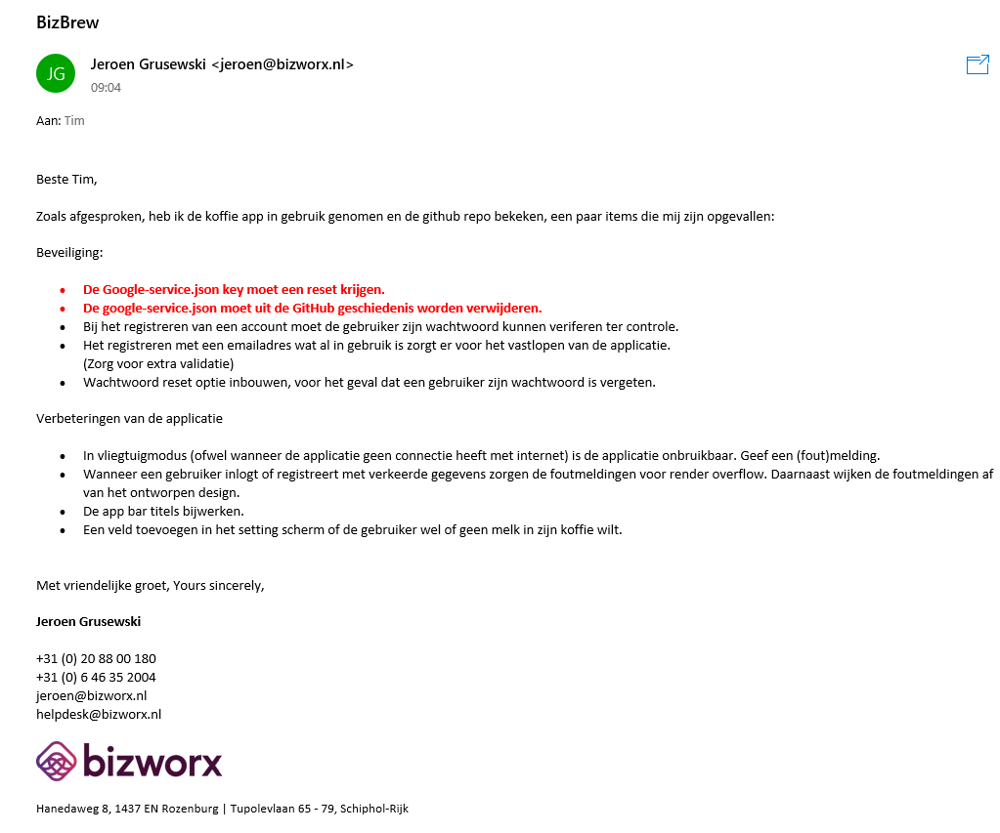 BizBrew
JG
Jeroen Grusewski <jeroen@bizworx.nl>
09:04
Aan: Tim
Beste Tim,
Zoals afgesproken, heb ik de koffie app in gebruik genomen en de github repo bekeken, een paar items die mij zijn opgevallen:
Beveiliging:
• De Google-service.json key moet een reset krijgen.
• De google-service.json moet uit de GitHub geschiedenis worden verwijderen.
• Bij het registreren van een account moet de gebruiker zijn wachtwoord kunnen veriferen ter controle.
• Het registreren met een emailadres wat al in gebruik is zorgt er voor het vastlopen van de applicatie.
(Zorg voor extra validatie)
• Wachtwoord reset optie inbouwen, voor het geval dat een gebruiker zijn wachtwoord is vergeten.
Verbeteringen van de applicatie
• In vliegtuigmodus (ofwel wanneer de applicatie geen connectie heeft met internet) is de applicatie onbruikbaar. Geef een (fout)melding.
• Wanneer een gebruiker inlogt of registreert met verkeerde gegevens zorgen de foutmeldingen voor render overflow. Daarnaast wijken de foutmeldingen af
van het ontworpen design.
• De app bar titels bijwerken.
• Een veld toevoegen in het setting scherm of de gebruiker wel of geen melk in zijn koffie wilt.
Met vriendelijke groet, Yours sincerely,
Jeroen Grusewski
+31 (0) 20 88 00 180
+31 (0) 6 46 35 2004
jeroen@bizworx.nl
helpdesk@bizworx.nl
bizworx
Hanedaweg 8, 1437 EN Rozenburg | Tupolevlaan 65 - 79, Schiphol-Rijk